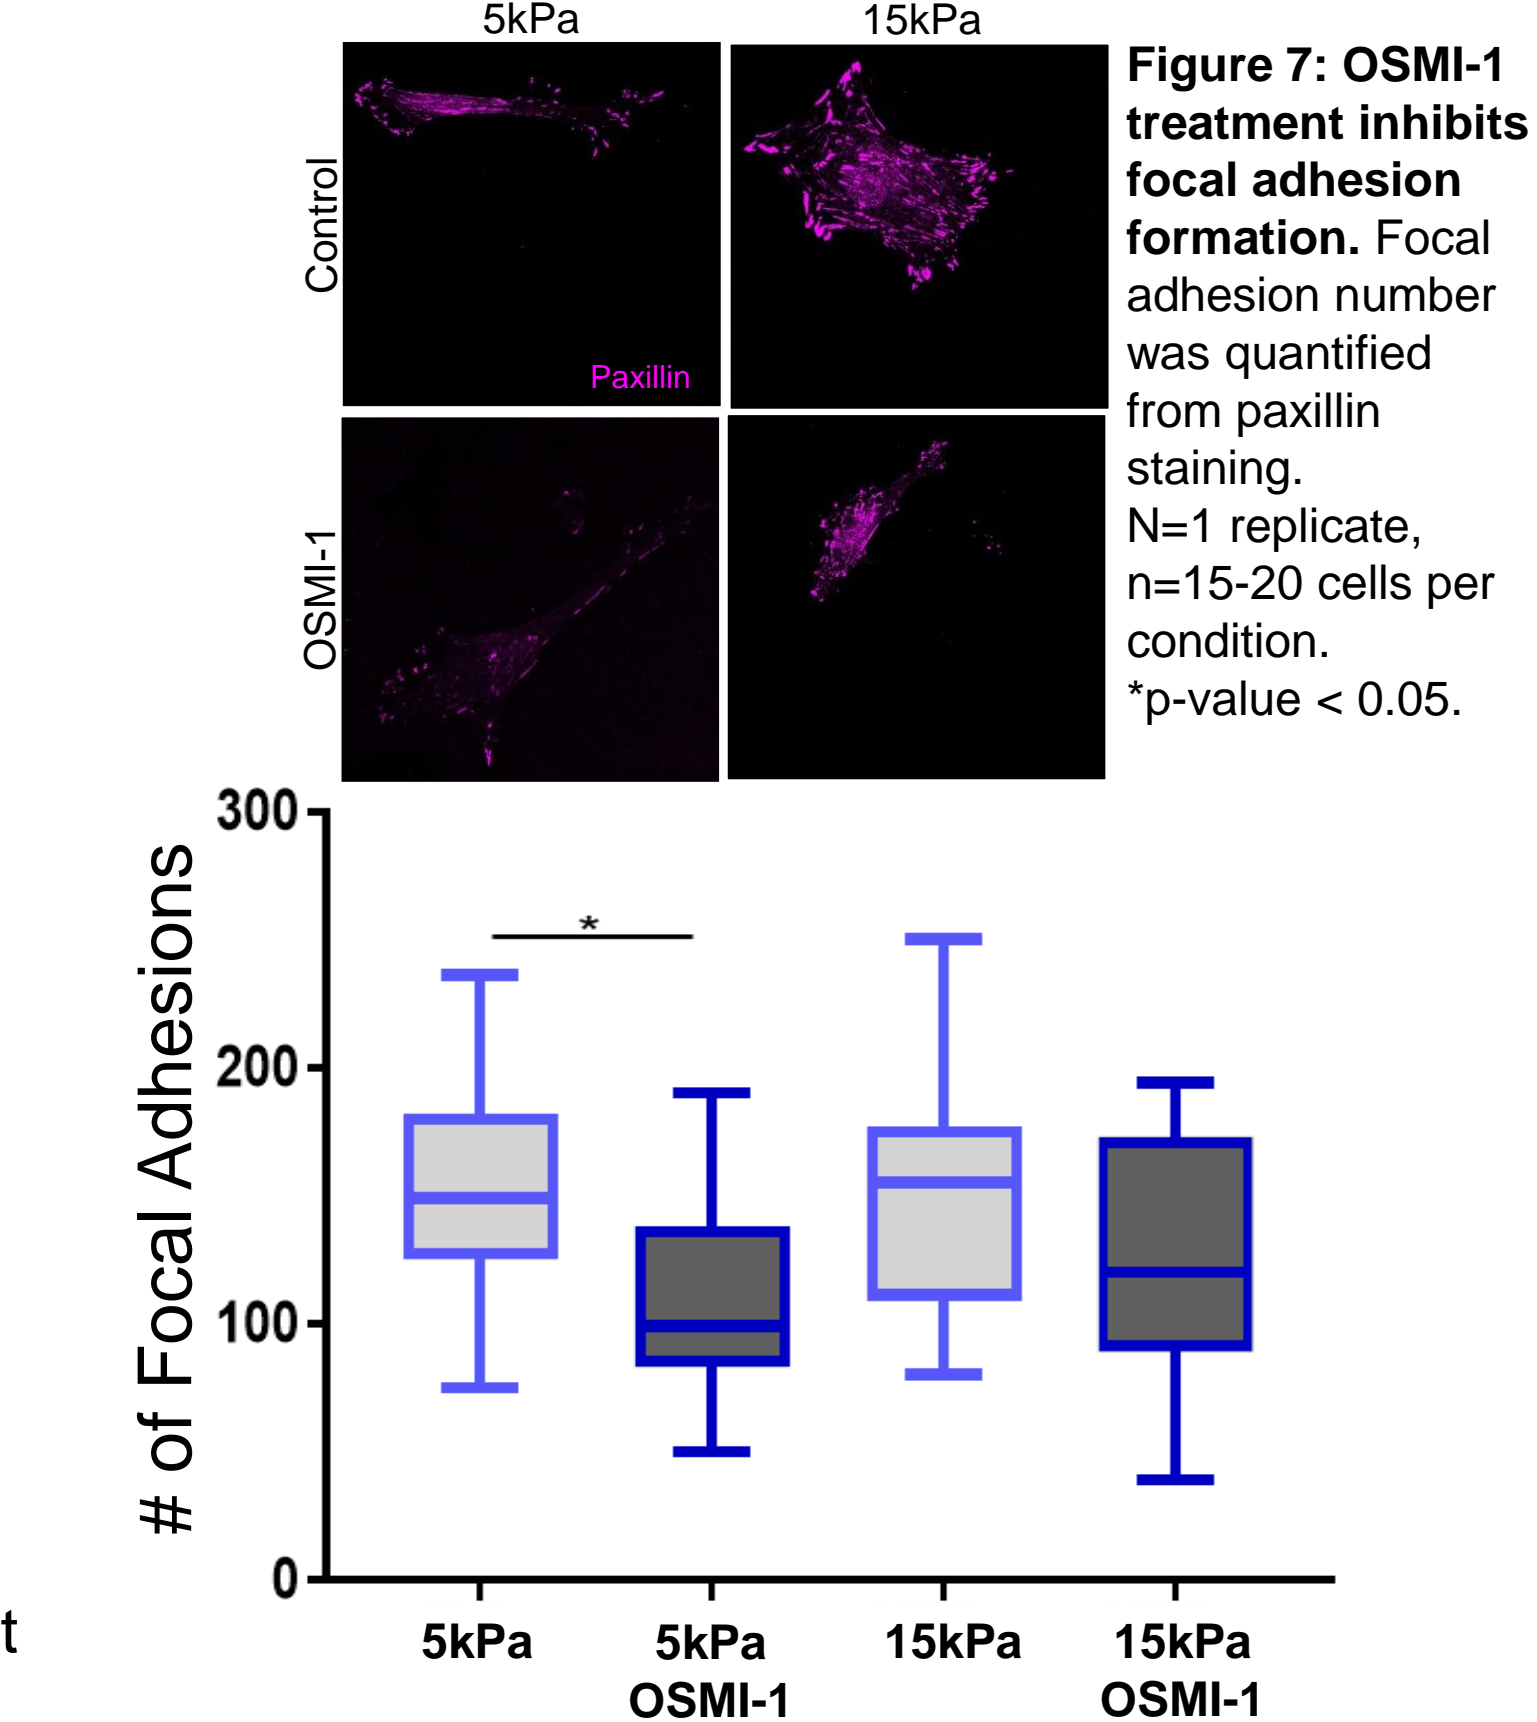 5kPa
15kPa
Control
Paxillin
OSMI-1
Figure 7: OSMI-1
treatment inhibits
focal adhesion
formation. Focal
adhesion number
was quantified
from paxillin
staining.
N=1 replicate,
n=15-20 cells per
condition.
*p-value < 0.05.
# of Focal Adhesions
300
200
100
0
*
5kPa
5kPa
OSMI-1
15kPa
15kPa
OSMI-1
t